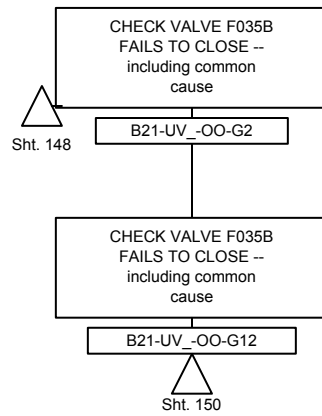 CHECK VALVE F035B
FAILS TO CLOSE --
including common
cause
B21-UV_-OO-G2
Sht. 148
CHECK VALVE F035B
FAILS TO CLOSE --
including common
cause
B21-UV_-OO-G12
Sht. 150